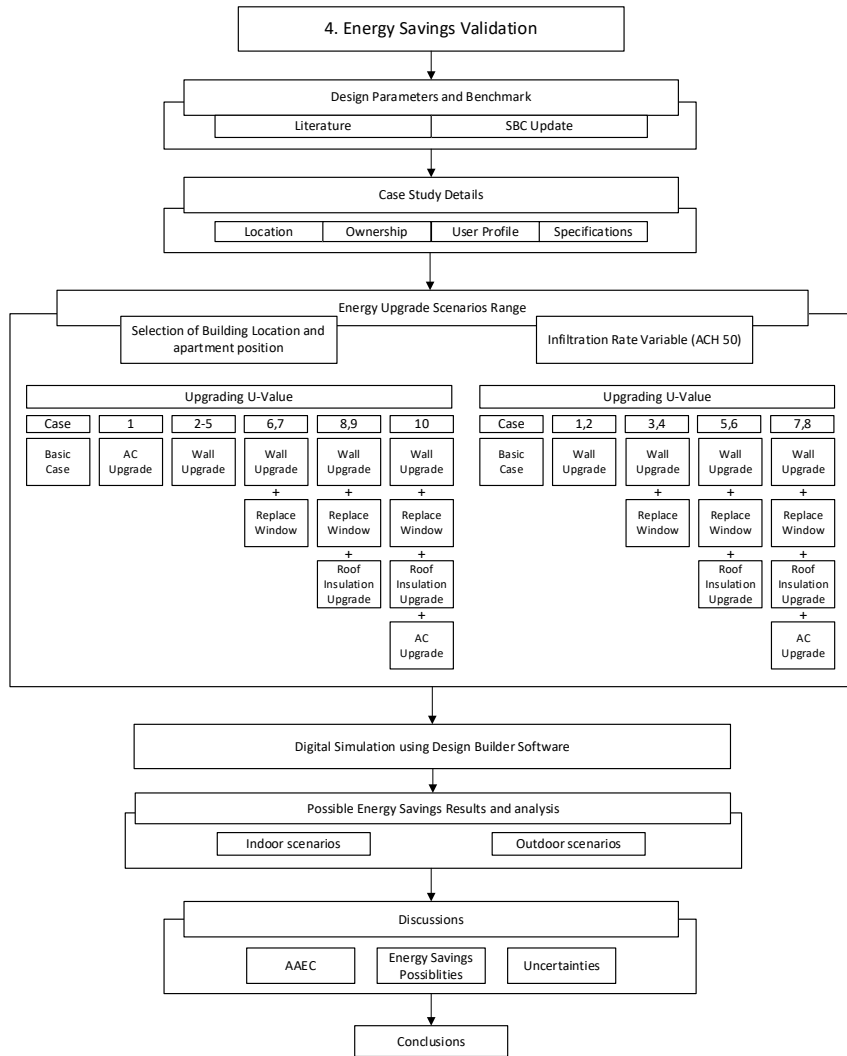 4. Energy Savings Validation
Design Parameters and Benchmark
Literature
SBC Update
Case Study Details
Location
Ownership
User Profile
Specifications
Energy Upgrade Scenarios Range
Selection of Building Location and
apartment position
Infiltration Rate Variable (ACH 50)
Upgrading U-Value
Case
1
2-5
6,7
8,9
10
Basic
Case
AC
Upgrade
Wall
Upgrade
Wall
Upgrade
Wall
Upgrade
Wall
Upgrade
+
+
+
Replace
Window
Replace
Window
Replace
Window
+
+
Roof
Insulation
Upgrade
Roof
Insulation
Upgrade
+
AC
Upgrade
Upgrading U-Value
Case
1,2
3,4
5,6
7,8
Basic
Case
Wall
Upgrade
Wall
Upgrade
Wall
Upgrade
Wall
Upgrade
+
+
+
Replace
Window
Replace
Window
Replace
Window
+
+
Roof
Insulation
Upgrade
Roof
Insulation
Upgrade
+
AC
Upgrade
Digital Simulation using Design Builder Software
Possible Energy Savings Results and analysis
Indoor scenarios
Outdoor scenarios
Discussions
AAEC
Energy Savings
Possiblities
Uncertainties
Conclusions